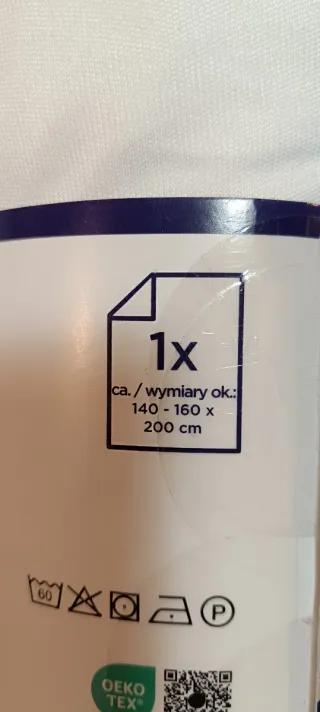 1x
ca. / wymiary ok.:
140 - 160 x
200 cm
60
P
OEKO
TEX®